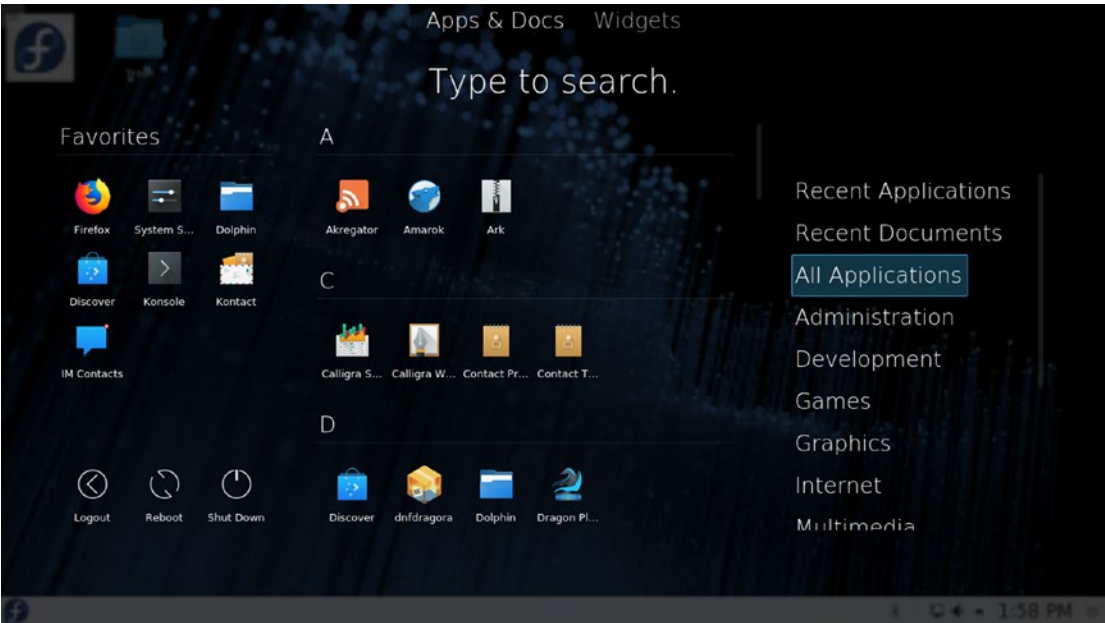 Apps & Docs Widgets
Type to search.
Favorites
Firefox System S... Dolphin
Discover Konsole Kontact
IM Contacts
Logout Reboot Shut Down
A
Akregator Amarok Ark
C
Calligra S... Calligra W... Contact Pr... Contact T...
D
Discover dnfdragora Dolphin Dragon Pl...
Recent Applications
Recent Documents
All Applications
Administration
Development
Games
Graphics
Internet
Multimedia
1:58 PM